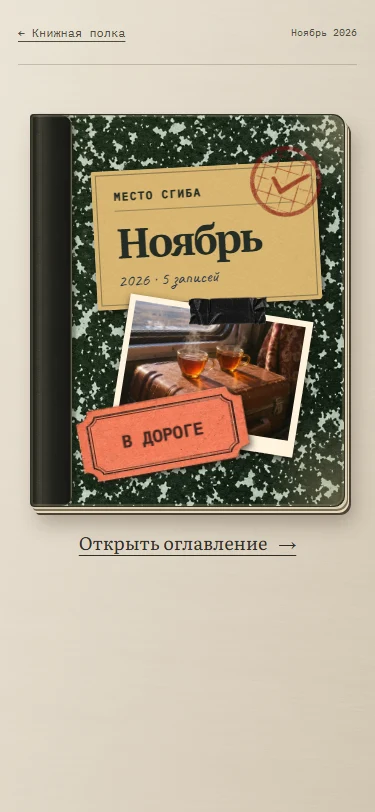 ← Книжная полка
Ноябрь 2026
МЕСТО СГИБА
Ноябрь
2026 · 5 записей
В ДОРОГЕ
Открыть оглавление →